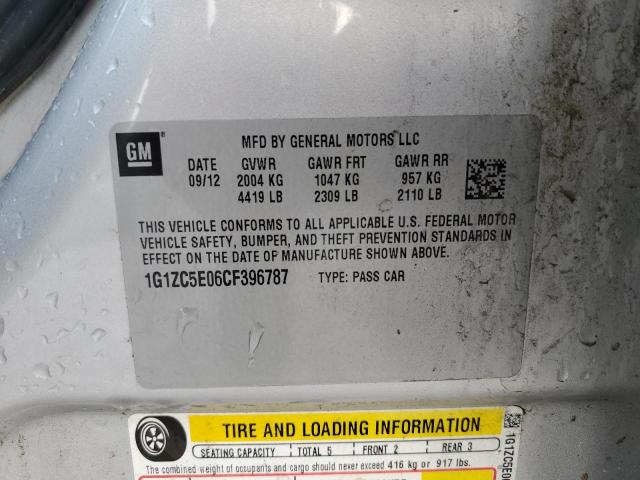 GM
MFD BY GENERAL MOTORS LLC
DATE GVWR GAWR FRT GAWR RR
09/12 2004 KG 1047 KG 957 KG
4419 LB 2309 LB 2110 LB
THIS VEHICLE CONFORMS TO ALL APPLICABLE U.S. FEDERAL MOTOR
VEHICLE SAFETY, BUMPER, AND THEFT PREVENTION STANDARDS IN
EFFECT ON THE DATE OF MANUFACTURE SHOWN ABOVE.
1G1ZC5E06CF396787 TYPE: PASS CAR
TIRE AND LOADING INFORMATION
SEATING CAPACITY TOTAL 5 FRONT 2 REAR 3
The combined weight of occupants and cargo should never exceed 416 kg or 917 lbs.
1G1ZC5E0